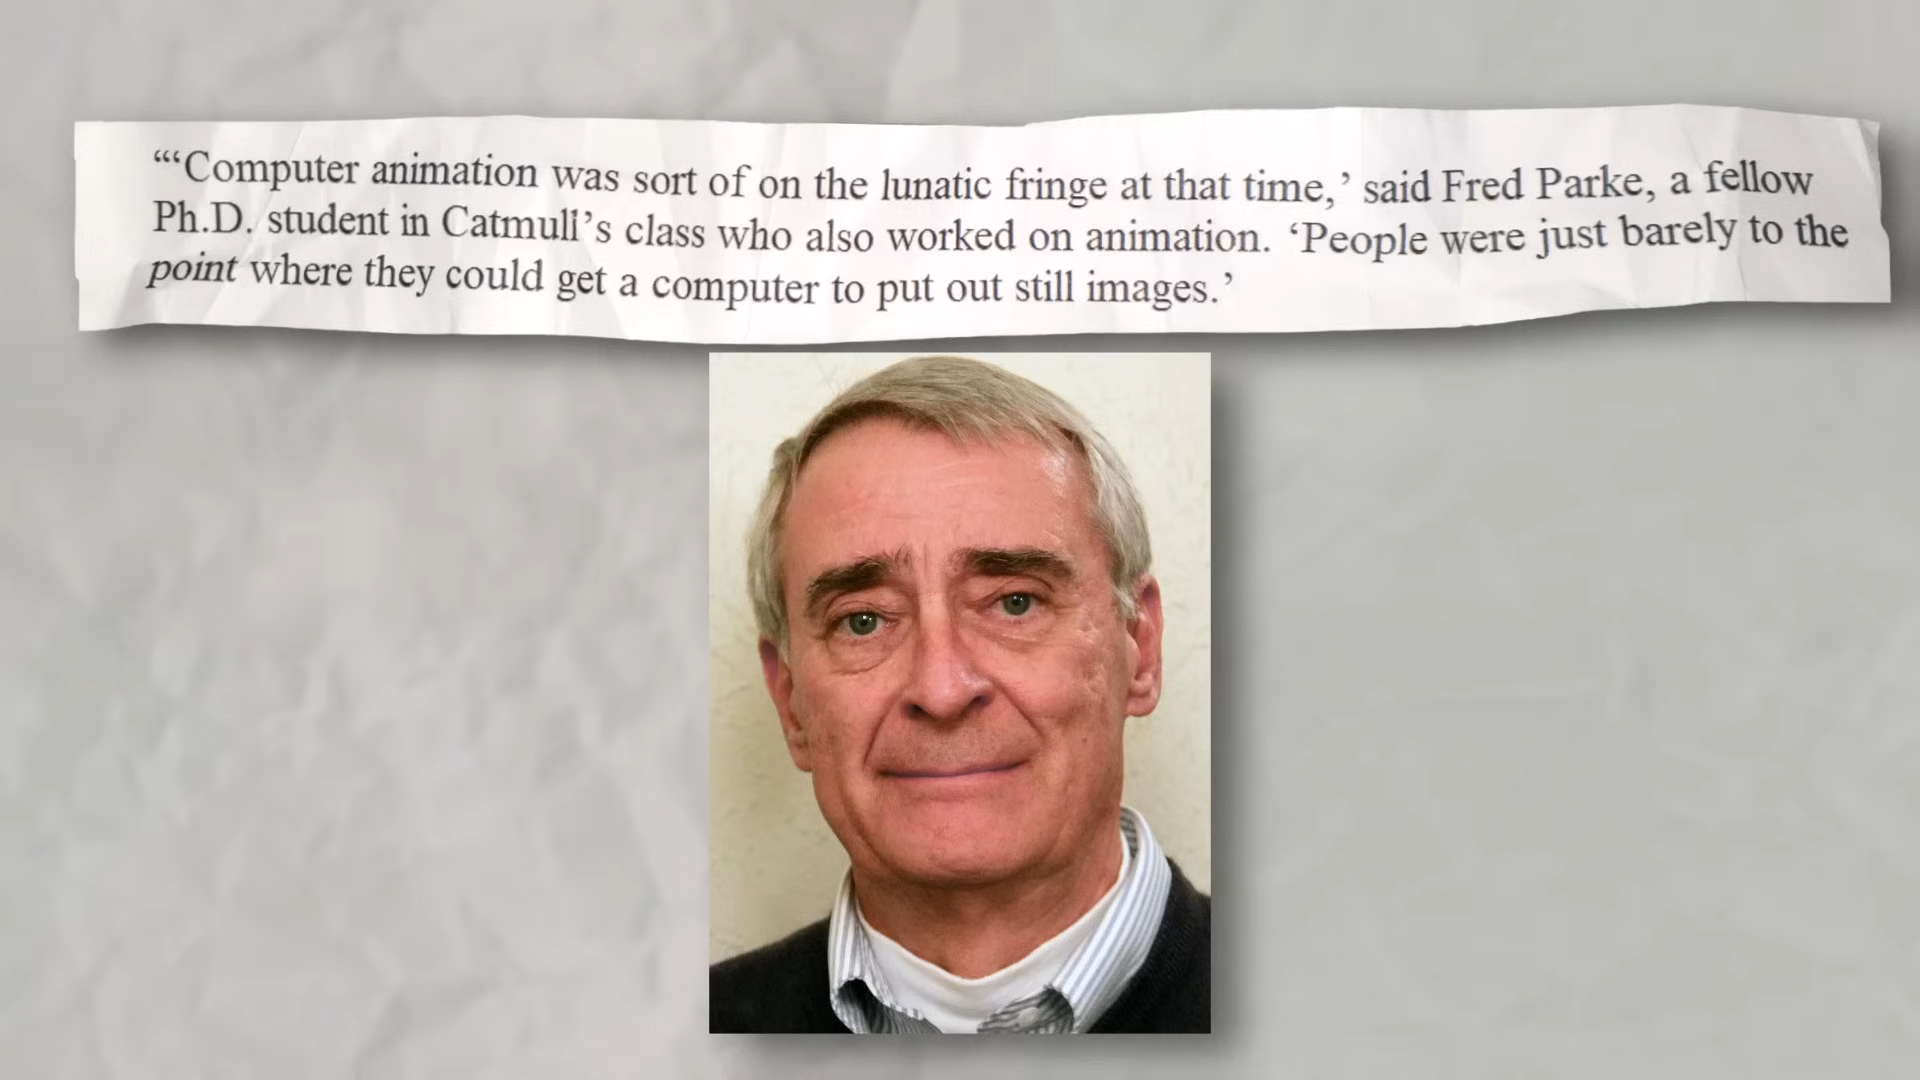 “‘Computer animation was sort of on the lunatic fringe at that time,’ said Fred Parke, a fellow
Ph.D. student in Catmull’s class who also worked on animation. ‘People were just barely to the
point where they could get a computer to put out still images.’